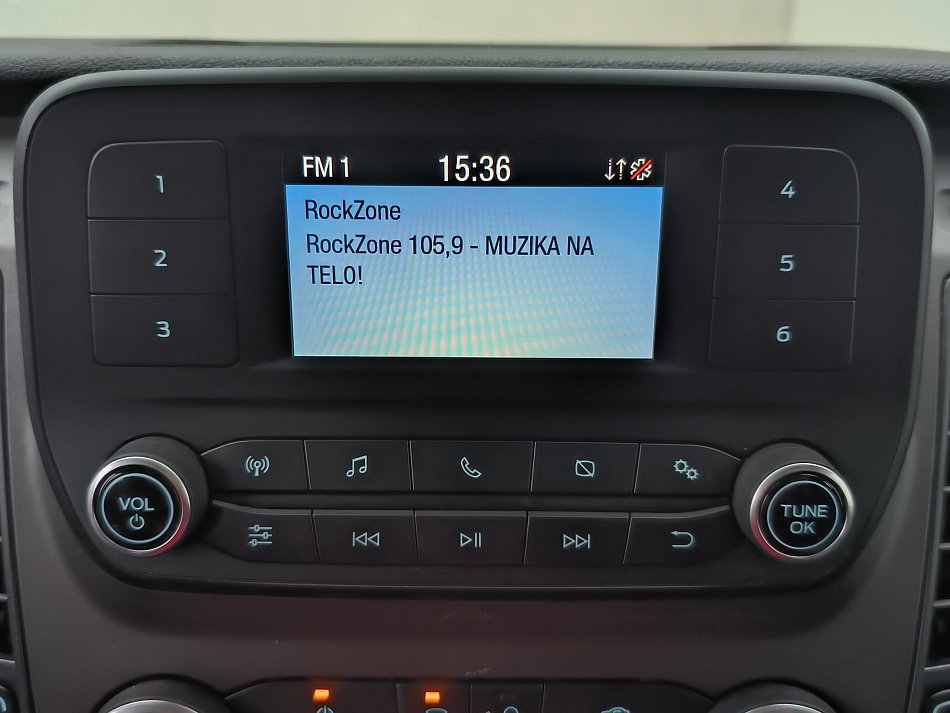 FM 1 15:36
RockZone
RockZone 105,9 - MUZIKA NA
TELO!
1
2
3
4
5
6
VOL
TUNE
OK